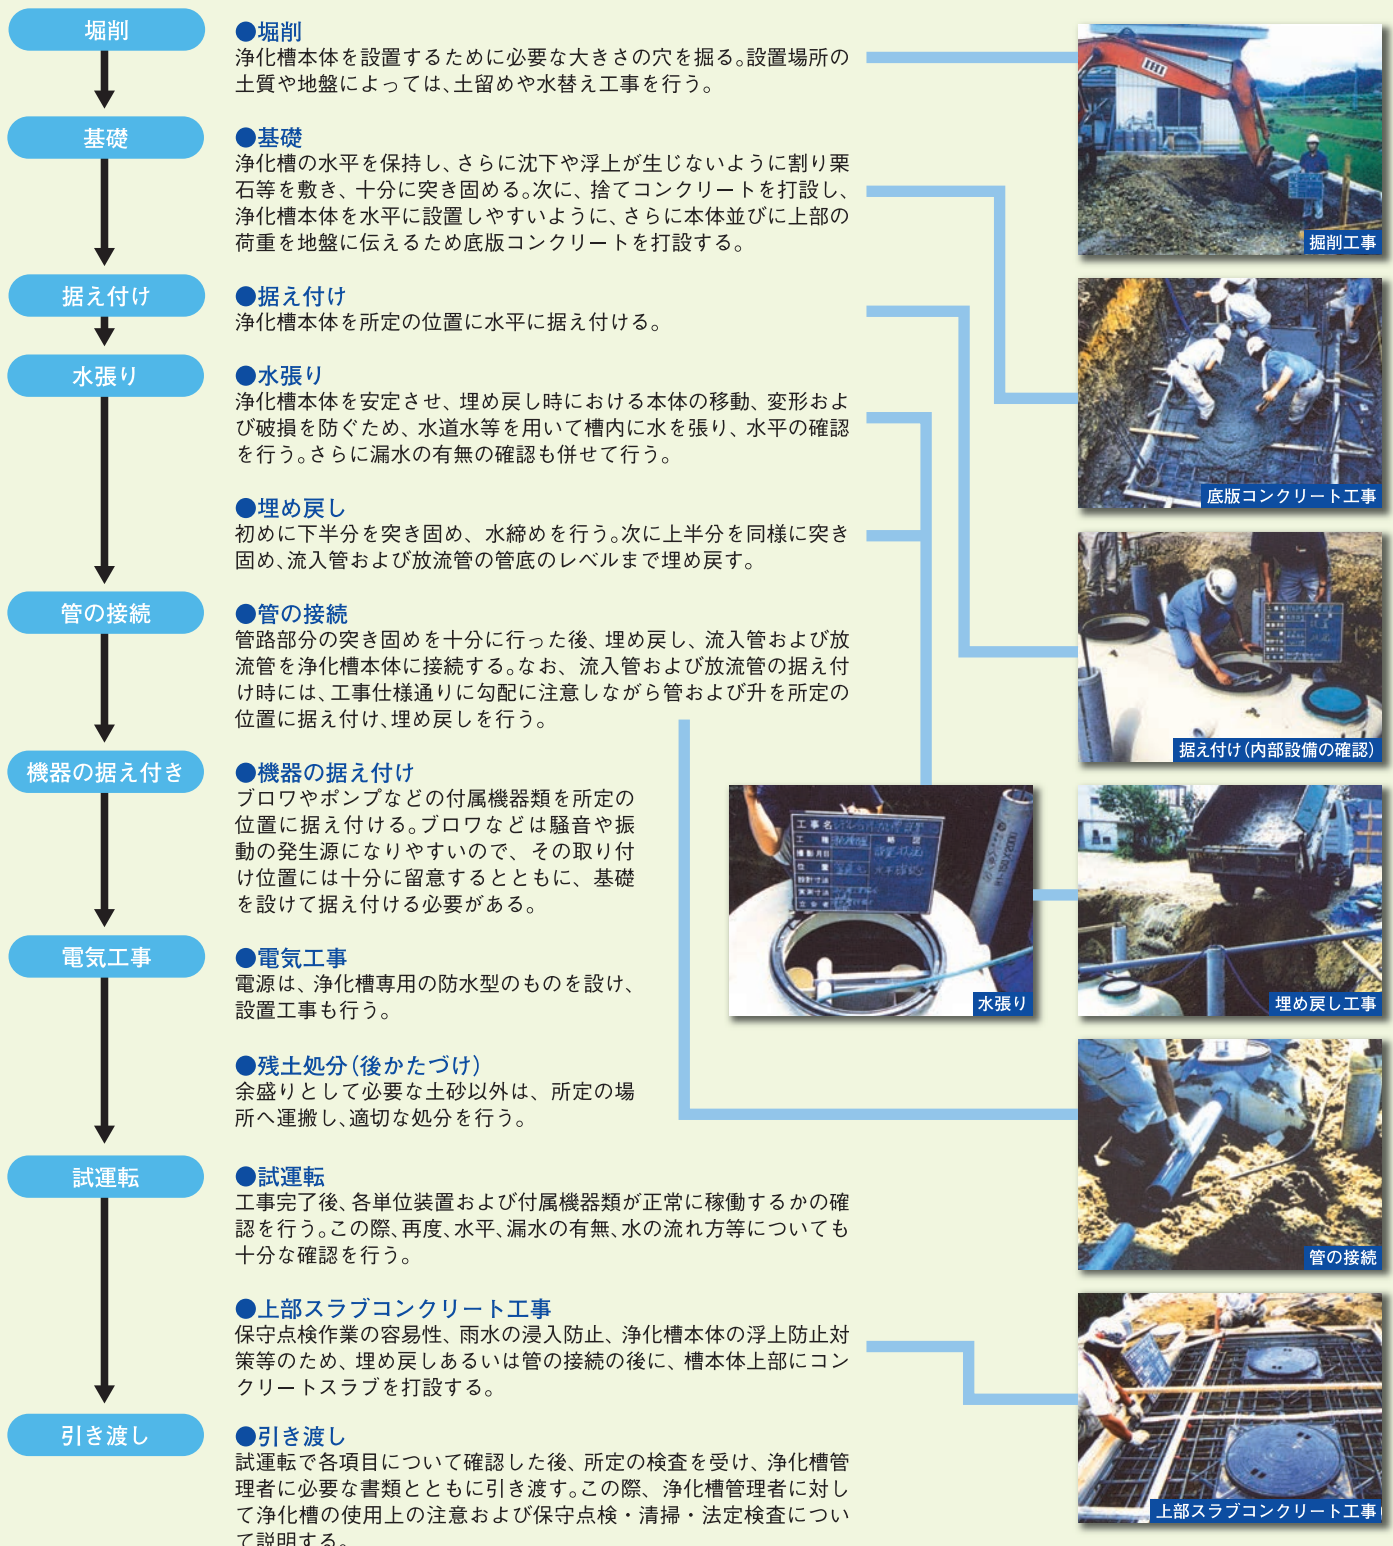 堀削
●堀削
浄化槽本体を設置するために必要な大きさの穴を掘る。設置場所の
土質や地盤によっては、土留めや水替え工事を行う。
IHI
掘削工事
基礎
●基礎
浄化槽の水平を保持し、さらに沈下や浮上が生じないように割り栗
石等を敷き、十分に突き固める。次に、捨てコンクリートを打設し、
浄化槽本体を水平に設置しやすいように、さらに本体並びに上部の
荷重を地盤に伝えるため底版コンクリートを打設する。
底版コンクリート工事
据え付け
●据え付け
浄化槽本体を所定の位置に水平に据え付ける。
据え付け(内部設備の確認)
水張り
●水張り
浄化槽本体を安定させ、埋め戻し時における本体の移動、変形およ
び破損を防ぐため、水道水等を用いて槽内に水を張り、水平の確認
を行う。さらに漏水の有無の確認も併せて行う。
●埋め戻し
初めに下半分を突き固め、水締めを行う。次に上半分を同様に突き
固め、流入管および放流管の管底のレベルまで埋め戻す。
管の接続
●管の接続
管路部分の突き固めを十分に行った後、埋め戻し、流入管および放
流管を浄化槽本体に接続する。なお、流入管および放流管の据え付
け時には、工事仕様通りに勾配に注意しながら管および升を所定の
位置に据え付け、埋め戻しを行う。
機器の据え付き
●機器の据え付け
ブロワやポンプなどの付属機器類を所定の
位置に据え付ける。ブロワなどは騒音や振
動の発生源になりやすいので、その取り付
け位置には十分に留意するとともに、基礎
を設けて据え付ける必要がある。
工事名
工種
略図
撮影月日
位置
設計寸法
実測寸法
立会者
水平確認
水張り
埋め戻し工事
電気工事
●電気工事
電源は、浄化槽専用の防水型のものを設け、
設置工事も行う。
●残土処分(後かたづけ)
余盛りとして必要な土砂以外は、所定の場
所へ運搬し、適切な処分を行う。
管の接続
試運転
●試運転
工事完了後、各単位装置および付属機器類が正常に稼働するかの確
認を行う。この際、再度、水平、漏水の有無、水の流れ方等についても
十分な確認を行う。
●上部スラブコンクリート工事
保守点検作業の容易性、雨水の浸入防止、浄化槽本体の浮上防止対
策等のため、埋め戻しあるいは管の接続の後に、槽本体上部にコン
クリートスラブを打設する。
上部スラブコンクリート工事
引き渡し
●引き渡し
試運転で各項目について確認した後、所定の検査を受け、浄化槽管
理者に必要な書類とともに引き渡す。この際、浄化槽管理者に対し
て浄化槽の使用上の注意および保守点検・清掃・法定検査につい
て説明する。